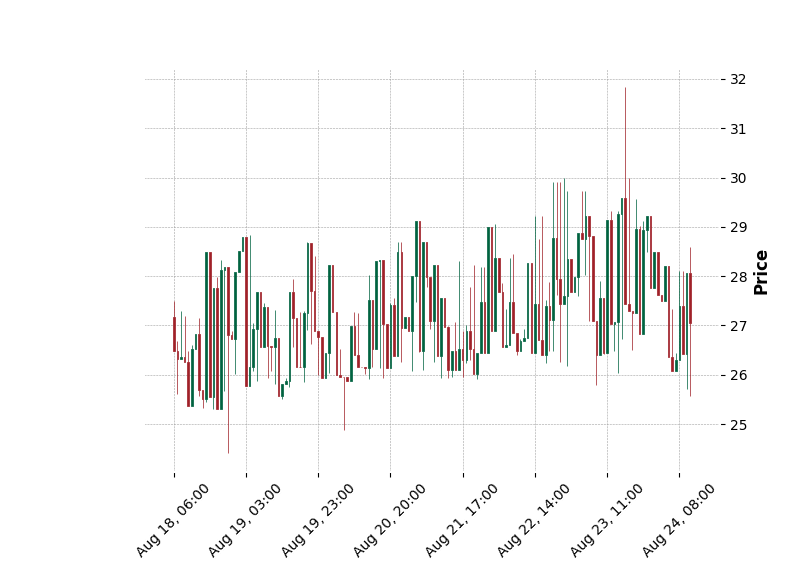 32
31
30
29
28
27
26
25
Price
Aug 18, 06:00
Aug 19, 03:00
Aug 19, 23:00
Aug 20, 20:00
Aug 21, 17:00
Aug 22, 14:00
Aug 23, 11:00
Aug 24, 08:00